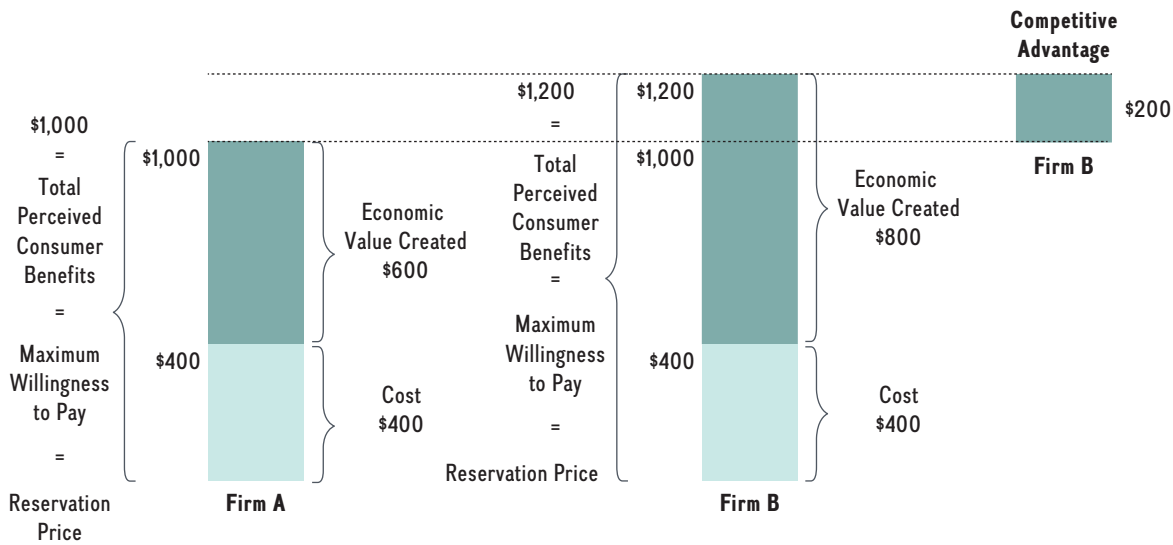 Competitive
Advantage
$200
Firm B
$1,000
=
Total
Perceived
Consumer
Benefits
=
Maximum
Willingness
to Pay
=
Reservation
Price
$1,000
$400
Economic
Value Created
$600
Cost
$400
Firm A
$1,200
=
Total
Perceived
Consumer
Benefits
=
Maximum
Willingness
to Pay
=
Reservation Price
$1,200
$1,000
$400
Economic
Value Created
$800
Cost
$400
Firm B